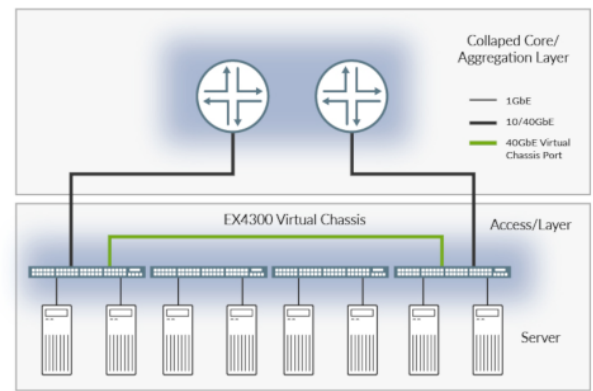 Collaped Core/
Aggregation Layer
1GbE
10/40GbE
40GbE Virtual
Chassis Port
EX4300 Virtual Chassis
Access/Layer
Server